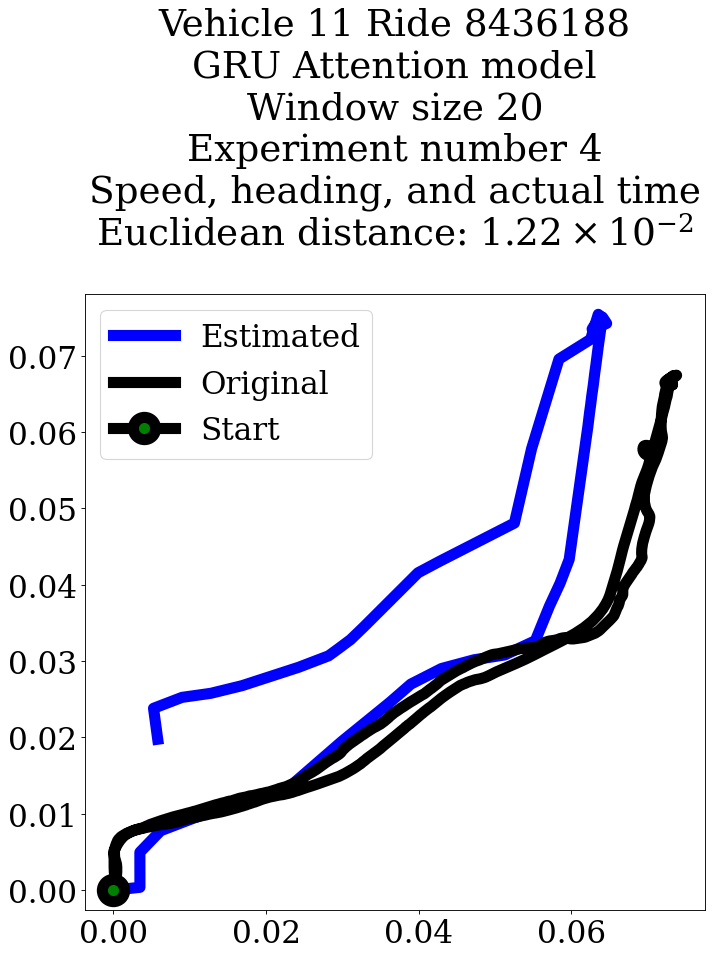 Vehicle 11 Ride 8436188
GRU Attention model
Window size 20
Experiment number 4
Speed, heading, and actual time
Euclidean distance: 1.22 × 10⁻²
Estimated
Original
Start
0.07
0.06
0.05
0.04
0.03
0.02
0.01
0.00
0.00 0.02 0.04 0.06